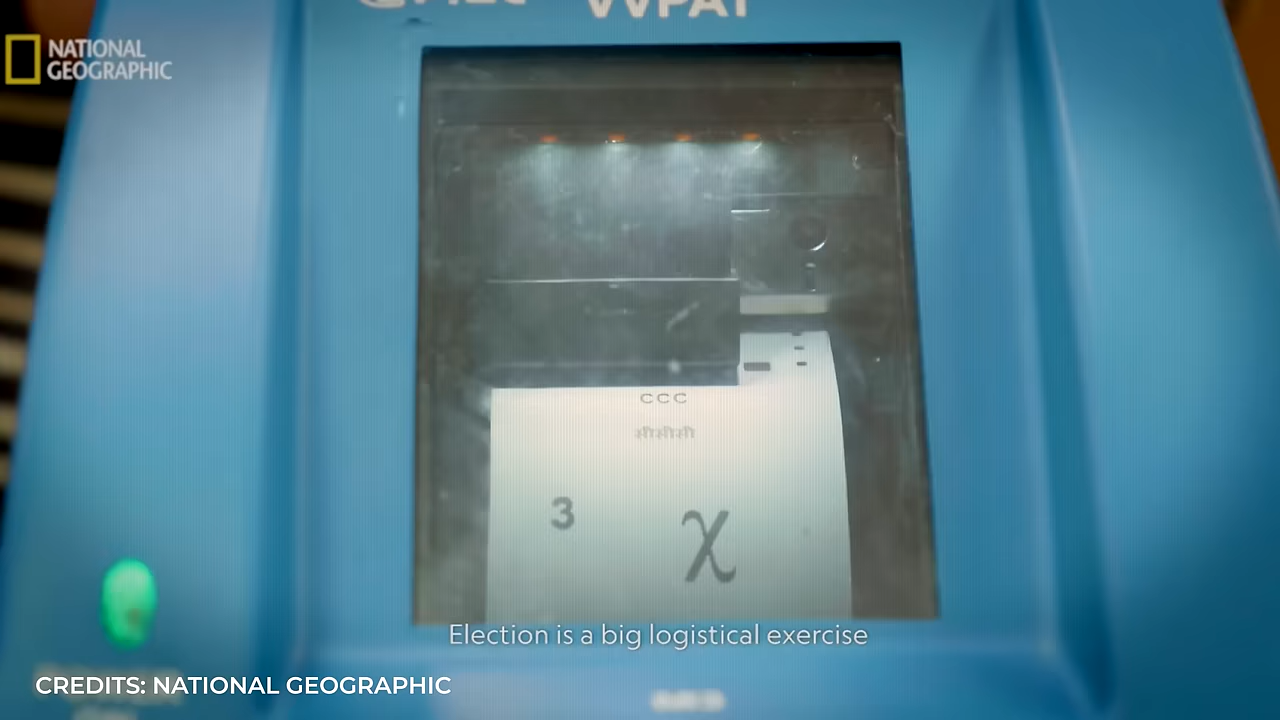 VVPAT
NATIONAL
GEOGRAPHIC
CCC
सीसीसी
3
χ
Election is a big logistical exercise
CREDITS: NATIONAL GEOGRAPHIC